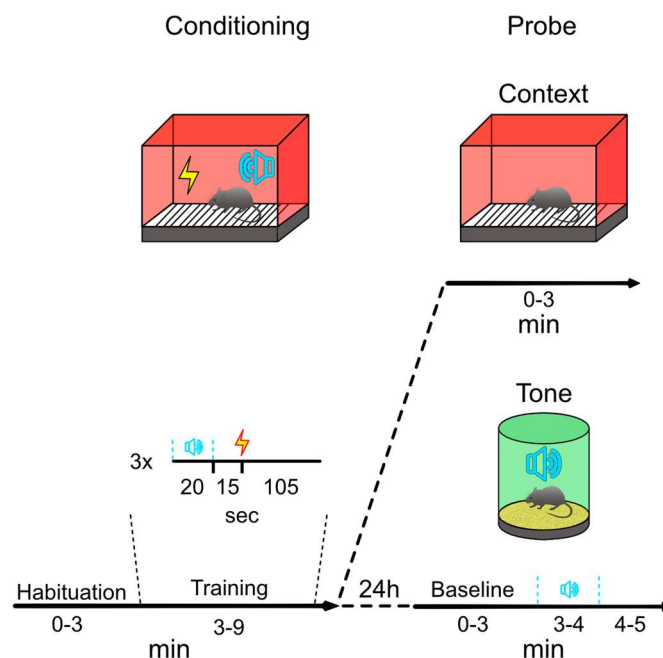 Conditioning
Probe
Context
0-3
min
Tone
3x
20 15 105
sec
Habituation
Training
24h
Baseline
0-3
3-9
min
0-3
3-4
4-5
min